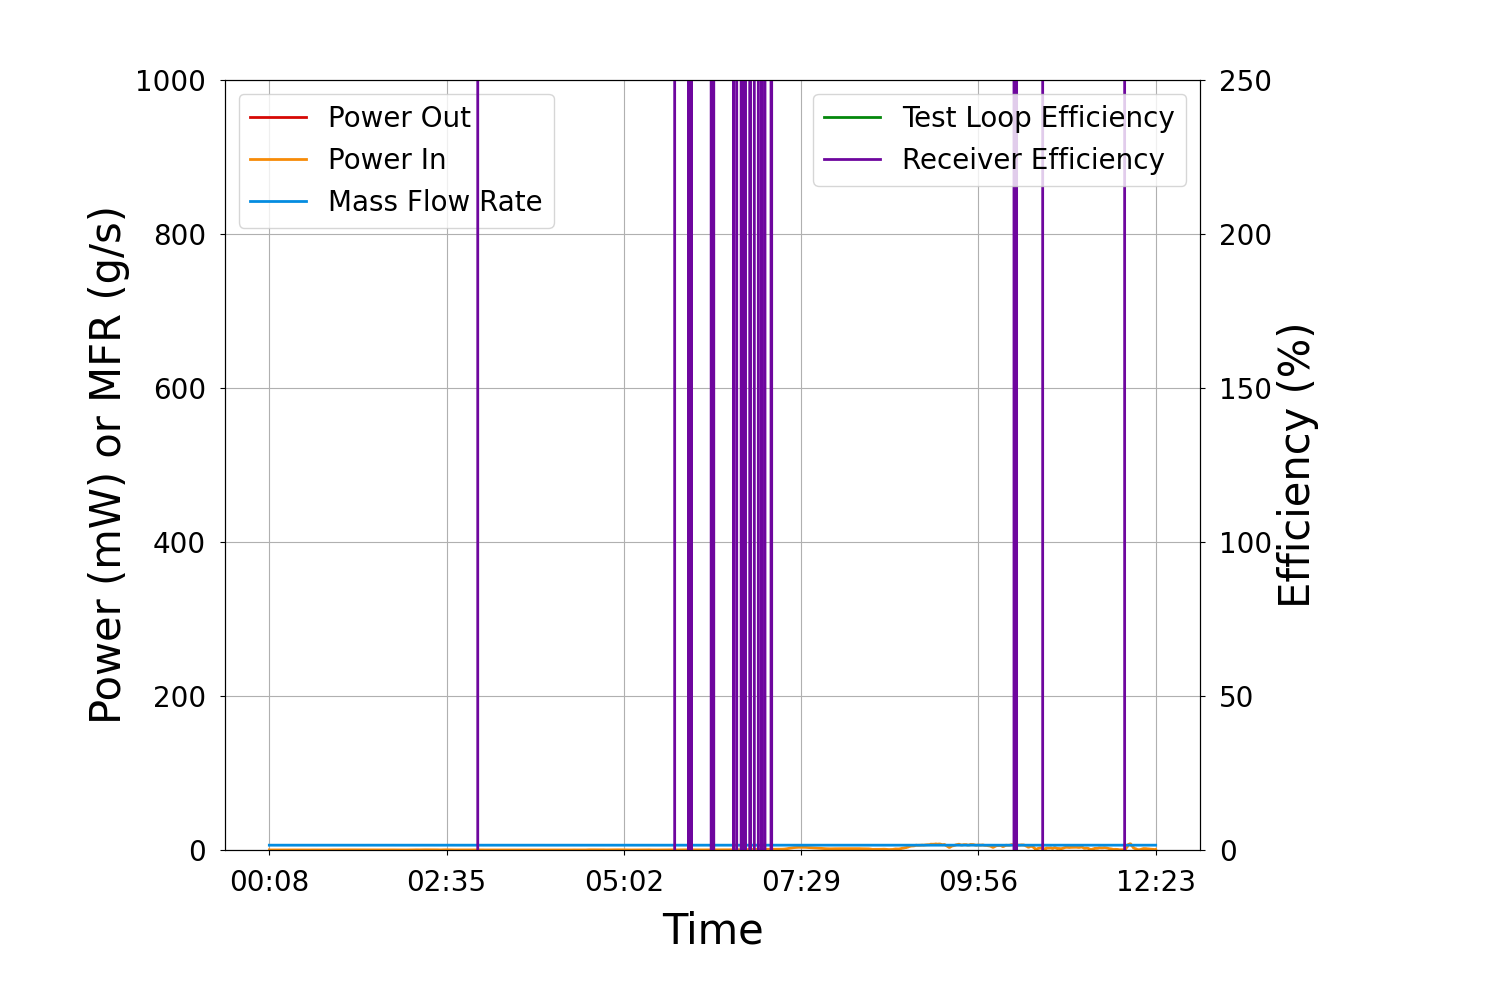 Power Out
Power In
Mass Flow Rate
Test Loop Efficiency
Receiver Efficiency
1000
800
600
400
200
0
Power (mW) or MFR (g/s)
250
200
150
100
50
0
Efficiency (%)
00:08 02:35 05:02 07:29 09:56 12:23
Time